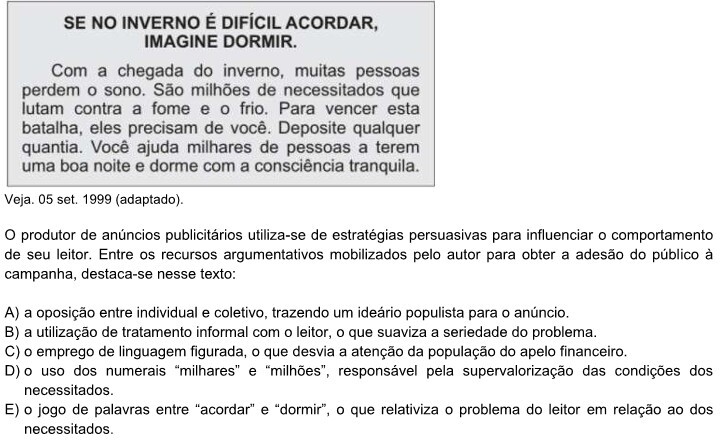 SE NO INVERNO É DIFÍCIL ACORDAR,
IMAGINE DORMIR.
Com a chegada do inverno, muitas pessoas
perdem o sono. São milhões de necessitados que
lutam contra a fome e o frio. Para vencer esta
batalha, eles precisam de você. Deposite qualquer
quantia. Você ajuda milhares de pessoas a terem
uma boa noite e dorme com a consciência tranquila.
Veja. 05 set. 1999 (adaptado).
O produtor de anúncios publicitários utiliza-se de estratégias persuasivas para influenciar o comportamento
de seu leitor. Entre os recursos argumentativos mobilizados pelo autor para obter a adesão do público à
campanha, destaca-se nesse texto:
A) a oposição entre individual e coletivo, trazendo um ideário populista para o anúncio.
B) a utilização de tratamento informal com o leitor, o que suaviza a seriedade do problema.
C) o emprego de linguagem figurada, o que desvia a atenção da população do apelo financeiro.
D) o uso dos numerais “milhares” e “milhões”, responsável pela supervalorização das condições dos
necessitados.
E) o jogo de palavras entre “acordar” e “dormir”, o que relativiza o problema do leitor em relação ao dos
necessitados.